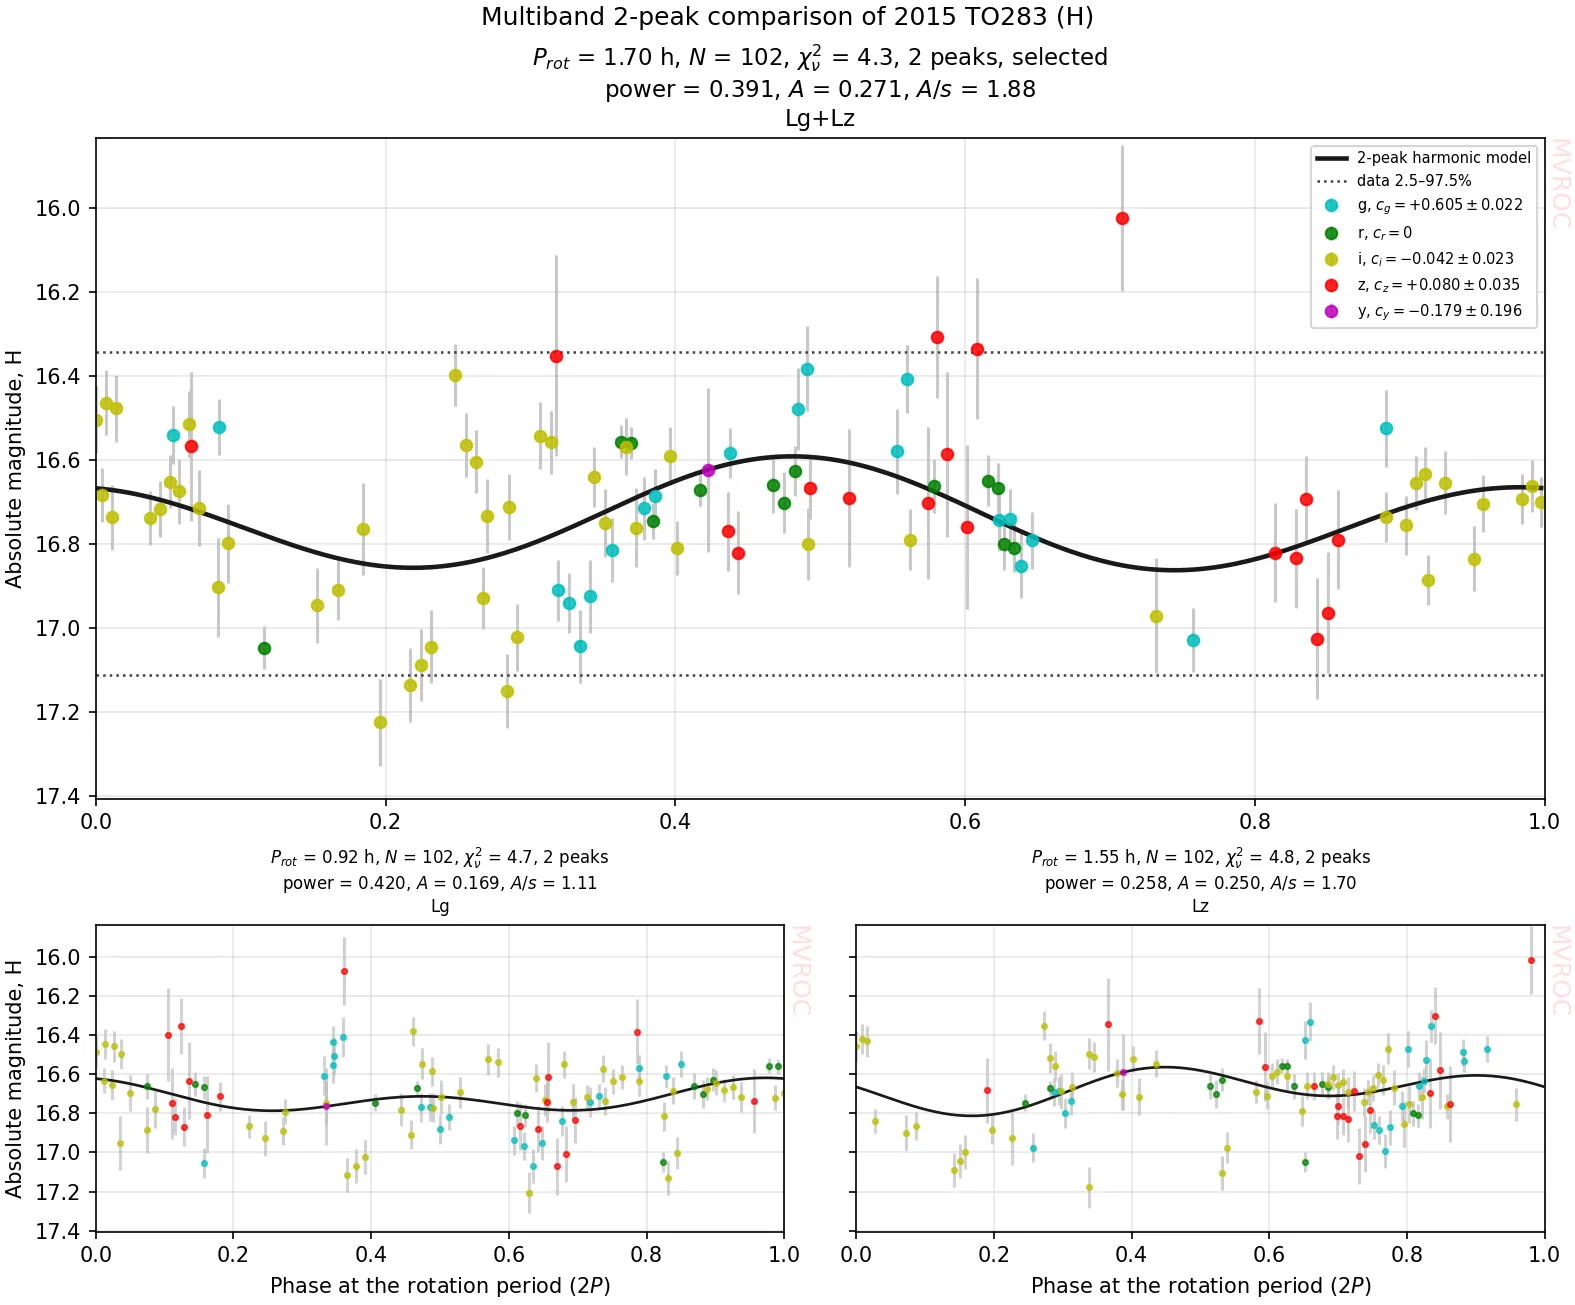 Multiband 2-peak comparison of 2015 TO283 (H)
P_rot = 1.70 h, N = 102, χ²_ν = 4.3, 2 peaks, selected
power = 0.391, A = 0.271, A/s = 1.88
Lg+Lz
MVROC
2-peak harmonic model
data 2.5–97.5%
g, c_g = +0.605 ± 0.022
r, c_r = 0
i, c_i = −0.042 ± 0.023
z, c_z = +0.080 ± 0.035
y, c_y = −0.179 ± 0.196
Absolute magnitude, H
16.0
16.2
16.4
16.6
16.8
17.0
17.2
17.4
0.0 0.2 0.4 0.6 0.8 1.0
P_rot = 0.92 h, N = 102, χ²_ν = 4.7, 2 peaks
power = 0.420, A = 0.169, A/s = 1.11
Lg
MVROC
Absolute magnitude, H
16.0
16.2
16.4
16.6
16.8
17.0
17.2
17.4
0.0 0.2 0.4 0.6 0.8 1.0
Phase at the rotation period (2P)
P_rot = 1.55 h, N = 102, χ²_ν = 4.8, 2 peaks
power = 0.258, A = 0.250, A/s = 1.70
Lz
MVROC
0.0 0.2 0.4 0.6 0.8 1.0
Phase at the rotation period (2P)